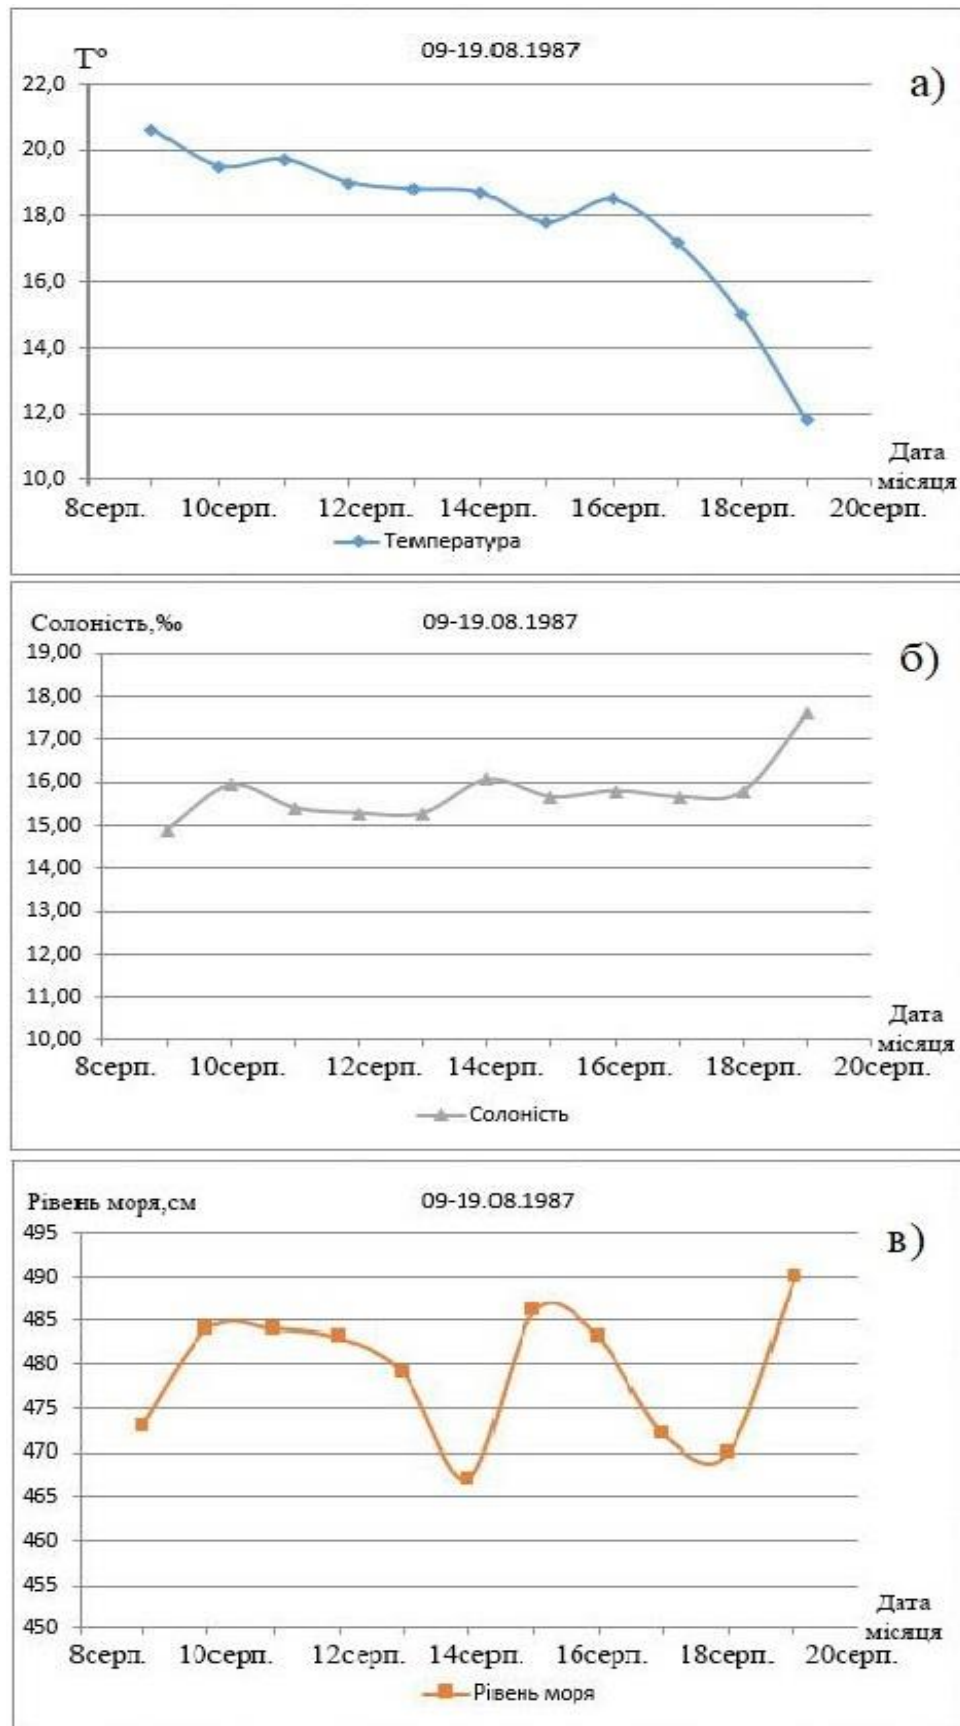 T°
09-19.08.1987
а)
22,0
20,0
18,0
16,0
14,0
12,0
10,0
Дата
місяця
8серп. 10серп. 12серп. 14серп. 16серп. 18серп. 20серп.
Температура
Солоність,‰
09-19.08.1987
б)
19,00
18,00
17,00
16,00
15,00
14,00
13,00
12,00
11,00
10,00
Дата
місяця
8серп. 10серп. 12серп. 14серп. 16серп. 18серп. 20серп.
Солоність
Рівень моря,см
09-19.08.1987
в)
495
490
485
480
475
470
465
460
455
450
Дата
місяця
8серп. 10серп. 12серп. 14серп. 16серп. 18серп. 20серп.
Рівень моря